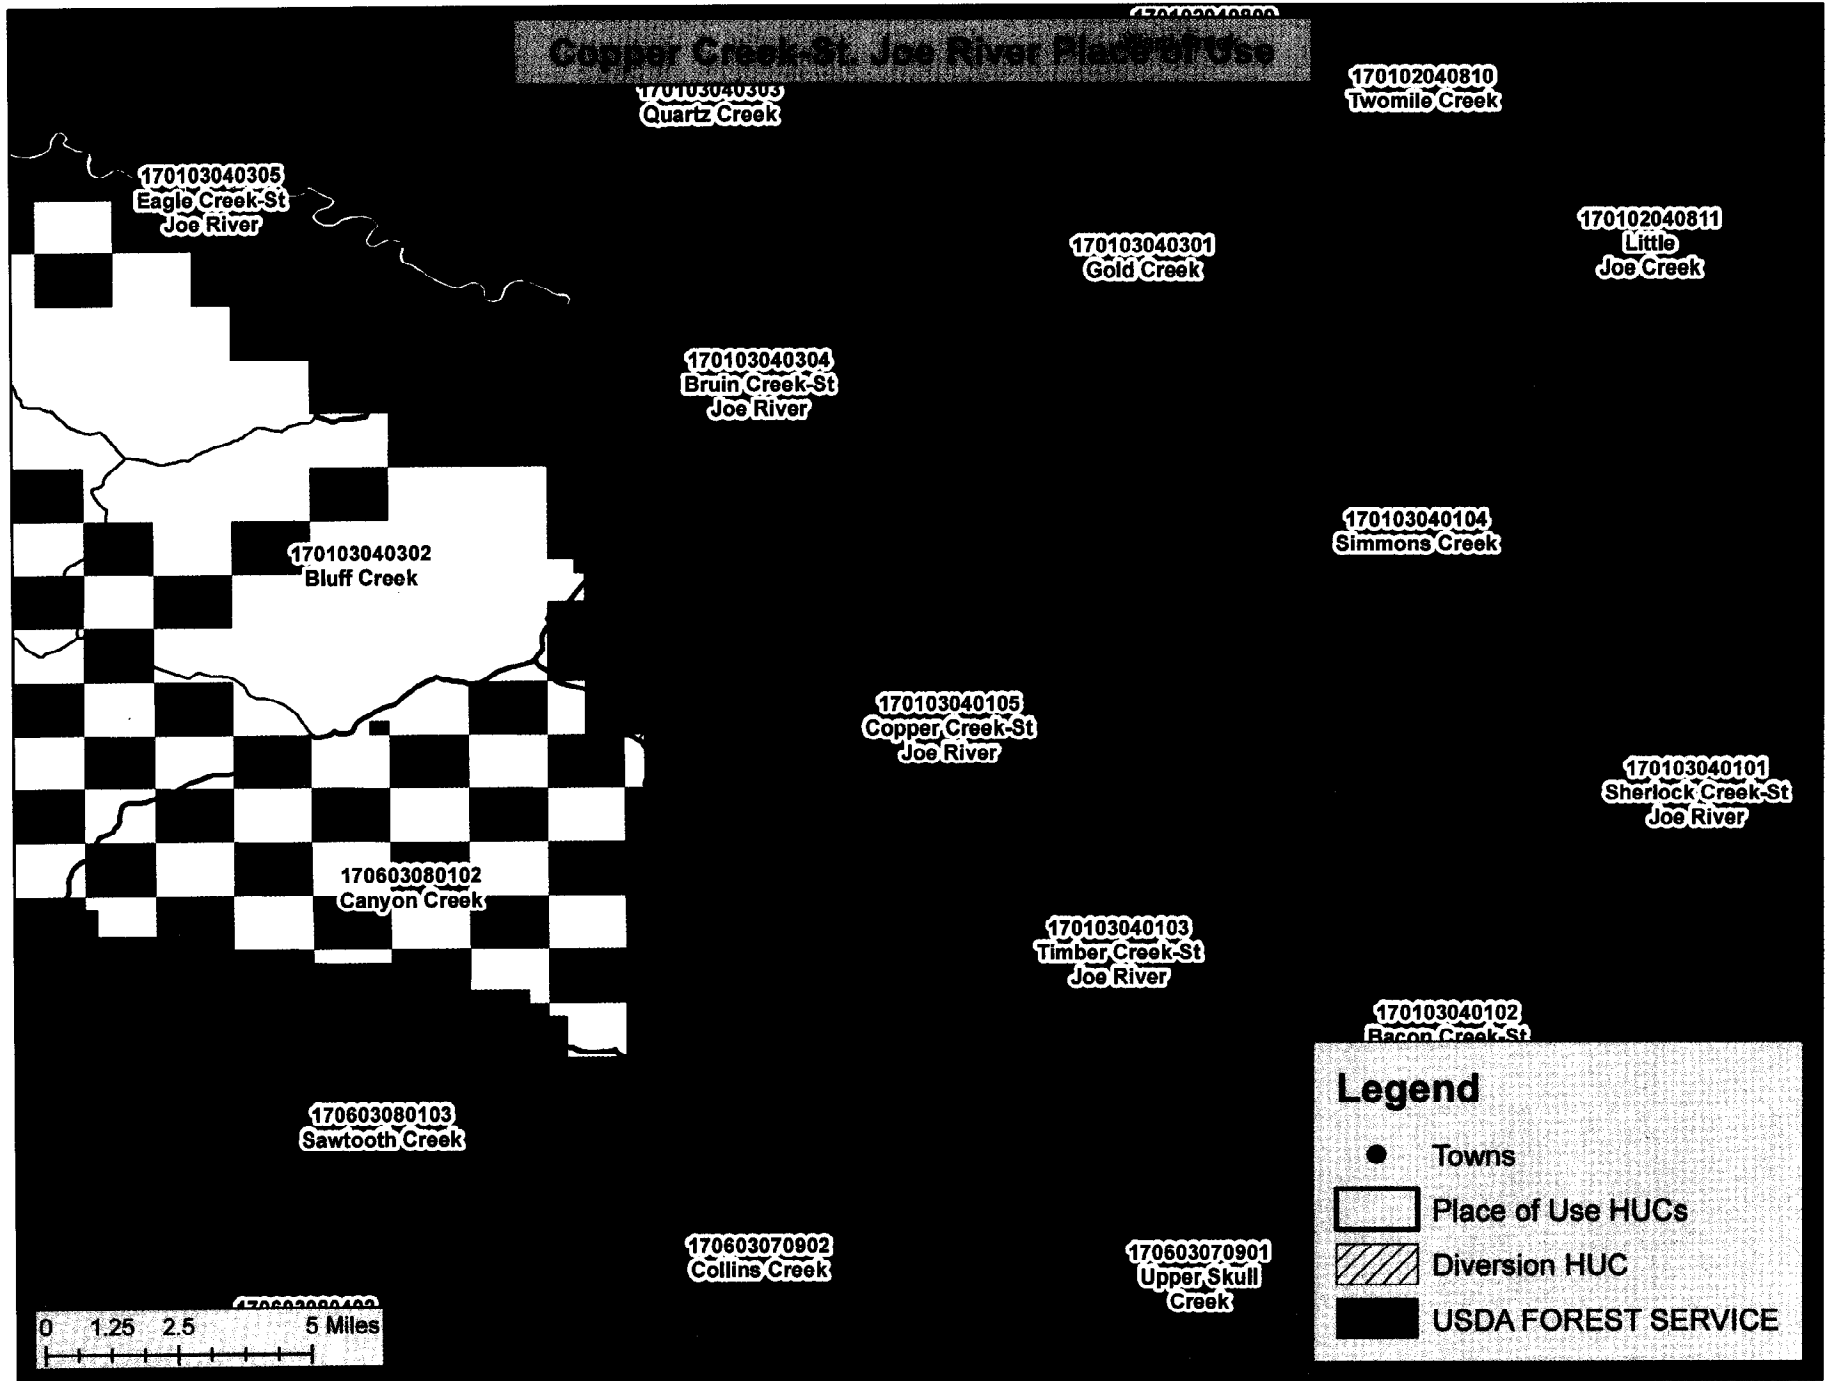 Copper Creek-St. Joe River Place of Use
170103040303
Quartz Creek
170102040810
Twomile Creek
170103040305
Eagle Creek-St
Joe River
170102040811
Little
Joe Creek
170103040301
Gold Creek
170103040304
Bruin Creek-St
Joe River
170103040104
Simmons Creek
170103040302
Bluff Creek
170103040105
Copper Creek-St
Joe River
170103040101
Sherlock Creek-St
Joe River
170603080102
Canyon Creek
170103040103
Timber Creek-St
Joe River
170103040102
Bacon Creek-St
170603080103
Sawtooth Creek
170603070902
Collins Creek
170603070901
Upper Skull
Creek
Legend
Towns
Place of Use HUCs
Diversion HUC
USDA FOREST SERVICE
0 1.25 2.5 5 Miles